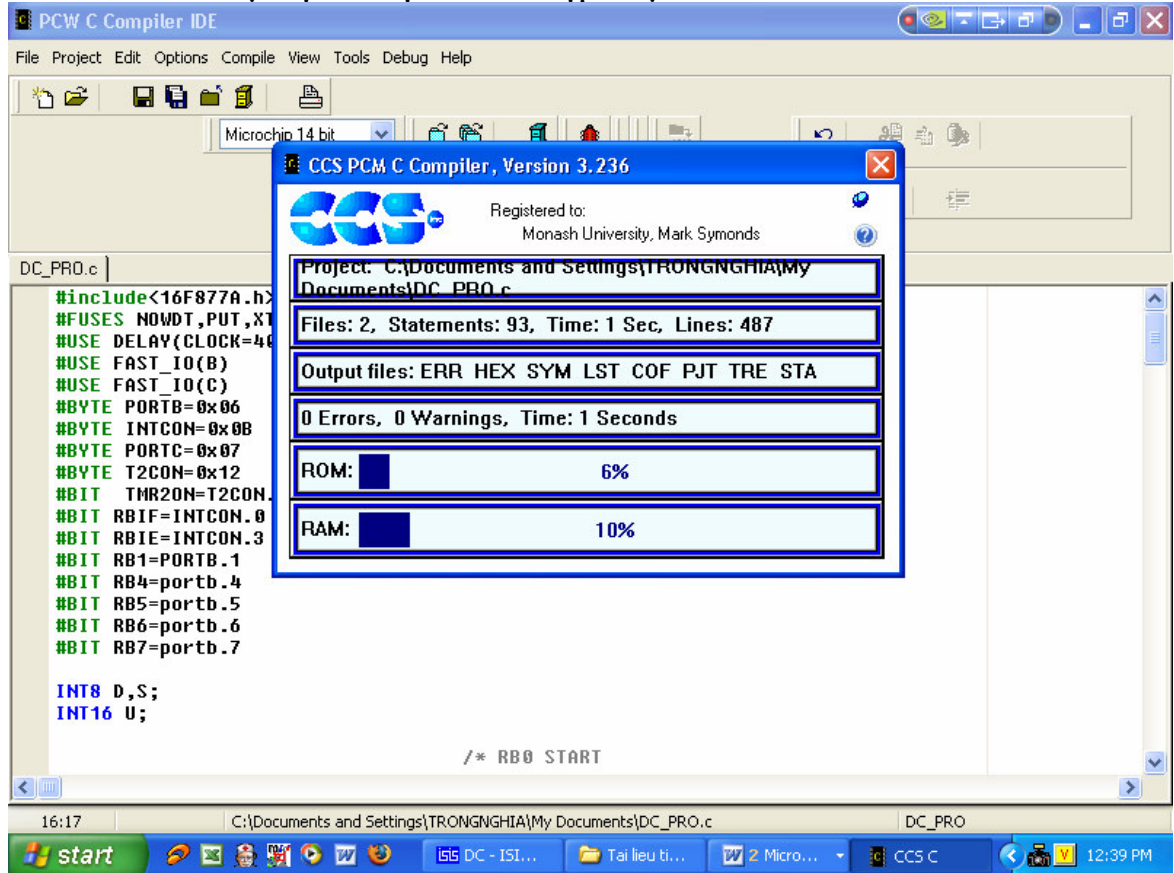 PCW C Compiler IDE
File Project Edit Options Compile View Tools Debug Help
Microchip 14 bit
CCS PCM C Compiler, Version 3.236
CCS, Inc
Registered to:
Monash University, Mark Symonds
Project: C:\Documents and Settings\TRONGNGHIA\My
Documents\DC_PRO.c
Files: 2, Statements: 93, Time: 1 Sec, Lines: 487
Output files: ERR HEX SYM LST COF PJT TRE STA
0 Errors, 0 Warnings, Time: 1 Seconds
ROM: 6%
RAM: 10%
DC_PRO.c
#include<16F877A.h>
#FUSES NOWDT,PUT,XT
#USE DELAY(CLOCK=40
#USE FAST_IO(B)
#USE FAST_IO(C)
#BYTE PORTB=0x06
#BYTE INTCON=0x0B
#BYTE PORTC=0x07
#BYTE T2CON=0x12
#BIT TMR2ON=T2CON.
#BIT RBIF=INTCON.0
#BIT RBIE=INTCON.3
#BIT RB1=PORTB.1
#BIT RB4=portb.4
#BIT RB5=portb.5
#BIT RB6=portb.6
#BIT RB7=portb.7
INT8 D,S;
INT16 U;
/* RB0 START
16:17 C:\Documents and Settings\TRONGNGHIA\My Documents\DC_PRO.c DC_PRO
start DC - ISI... Tai lieu ti... 2 Micro... CCS C V 12:39 PM